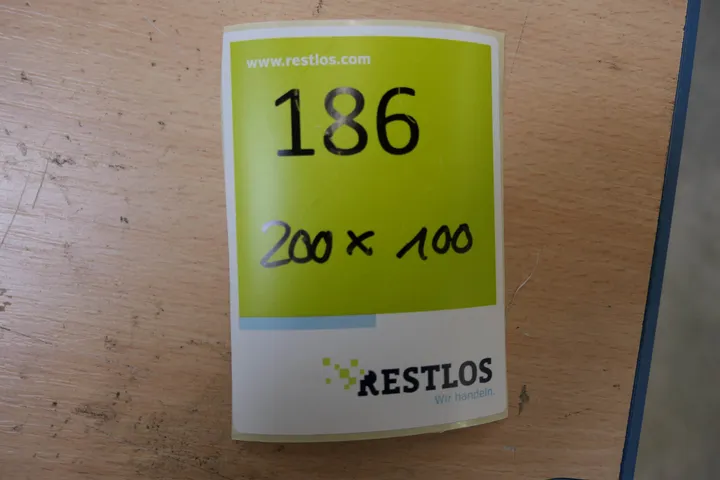 www.restlos.com
186
200 x 100
RESTLOS
Wir handeln.